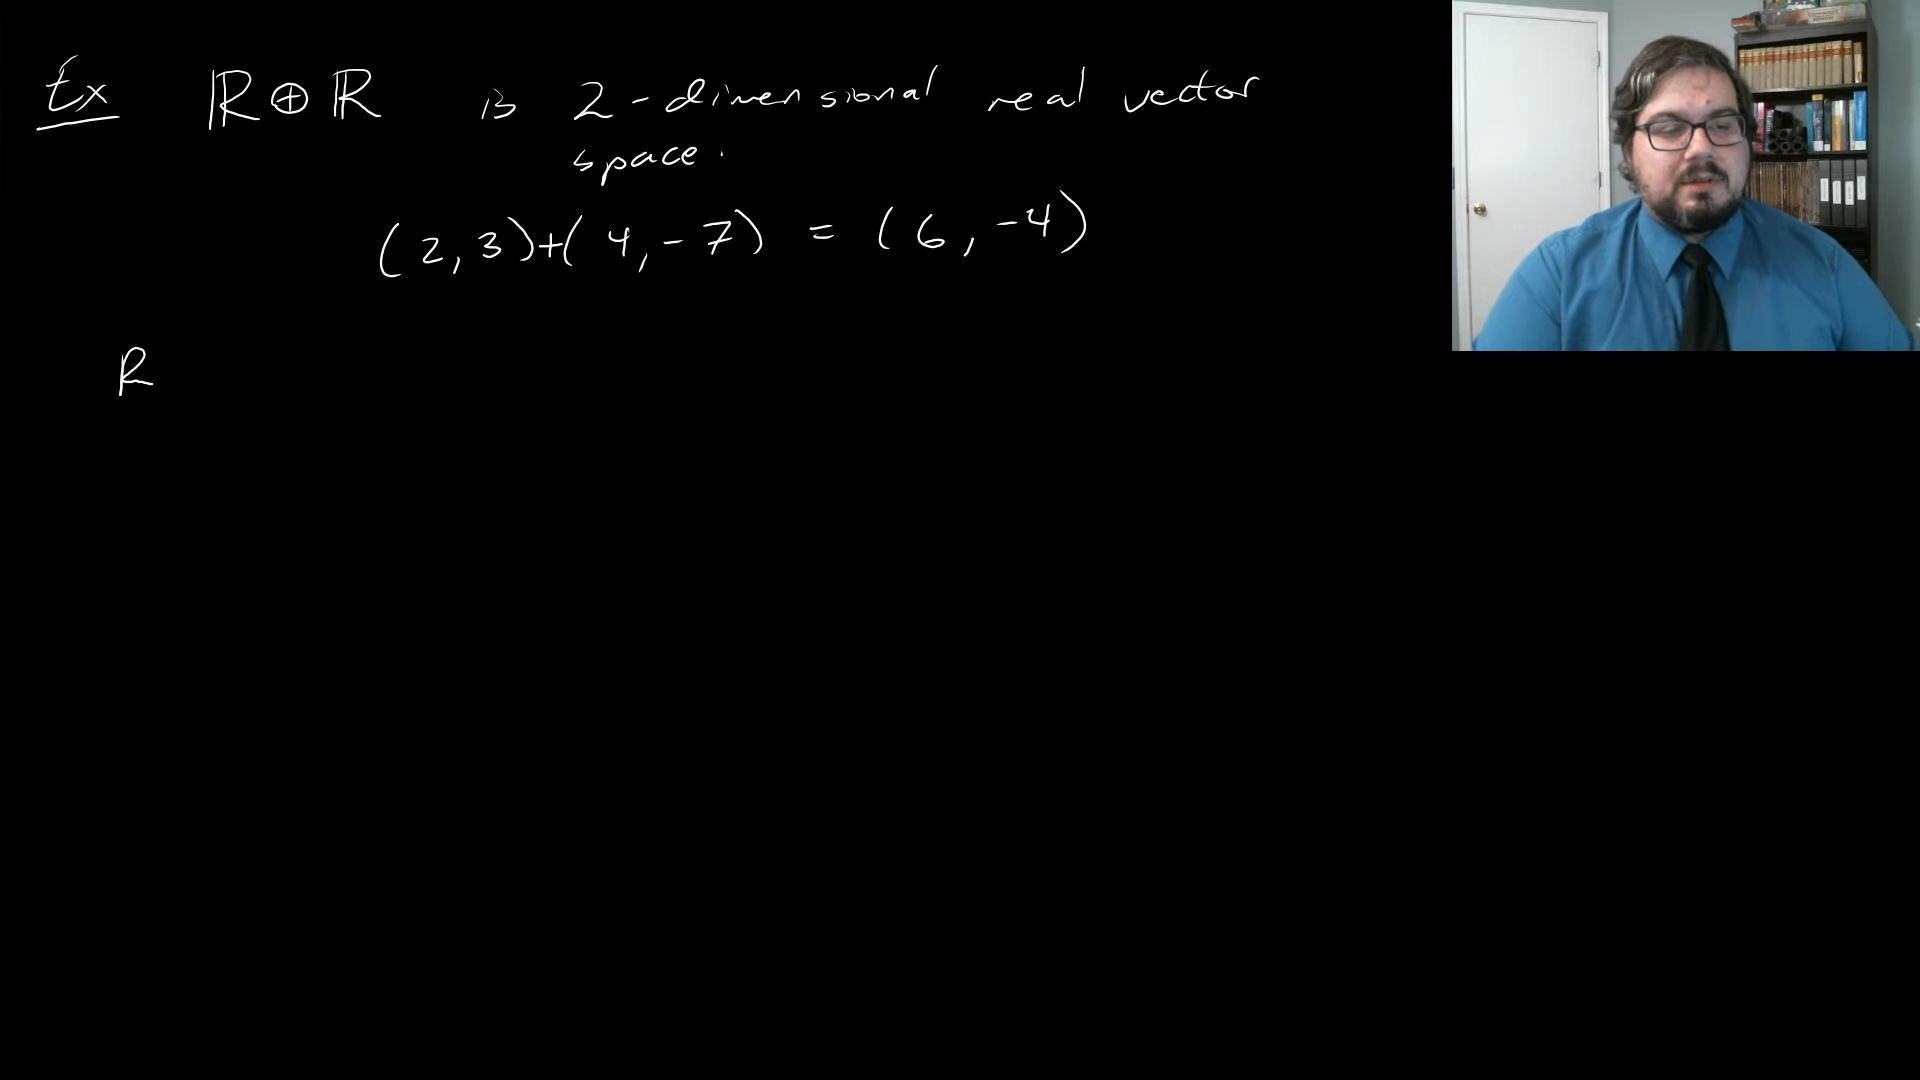 Ex ℝ⊕ℝ is 2-dimensional real vector
space.
(2,3)+(4,-7) = (6,-4)
R